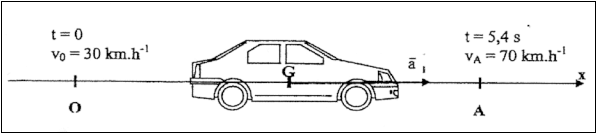 t = 0
v₀ = 30 km.h⁻¹
G
a⃗
t = 5,4 s
v_A = 70 km.h⁻¹
x
O
A